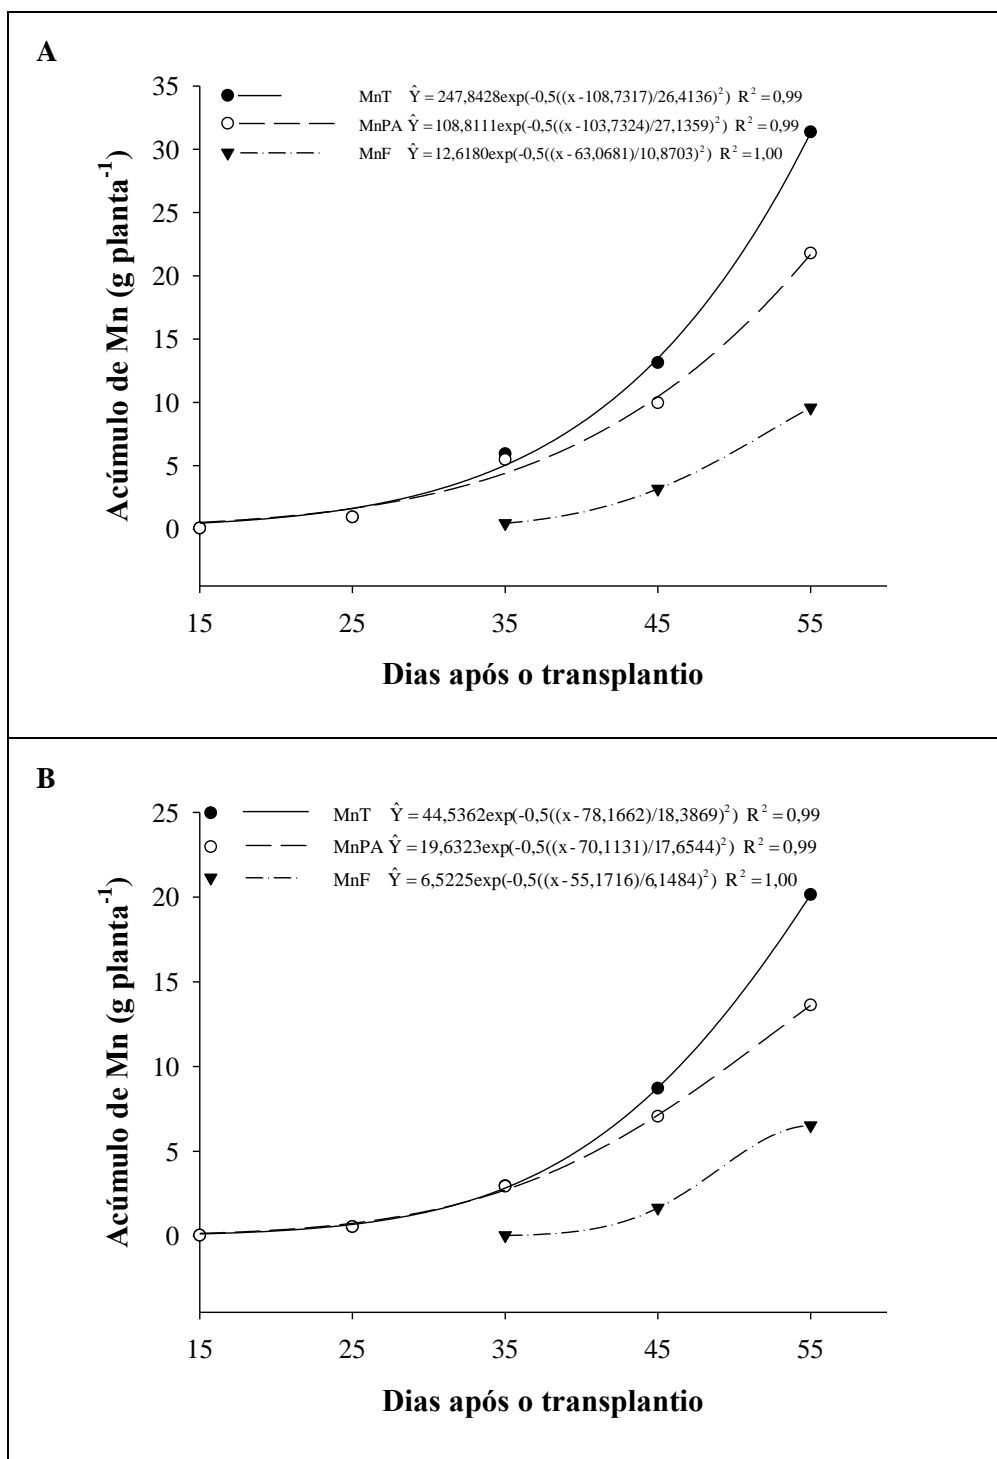 A
MnT Ŷ = 247,8428exp(-0,5((x -108,7317)/26,4136)²) R² = 0,99
MnPA Ŷ = 108,8111exp(-0,5((x -103,7324)/27,1359)²) R² = 0,99
MnF Ŷ = 12,6180exp(-0,5((x - 63,0681)/10,8703)²) R² =1,00
35
30
25
20
15
10
5
0
Acúmulo de Mn (g planta⁻¹)
15 25 35 45 55
Dias após o transplantio
B
MnT Ŷ = 44,5362exp(-0,5((x -78,1662)/18,3869)²) R² = 0,99
MnPA Ŷ = 19,6323exp(-0,5((x - 70,1131)/17,6544)²) R² = 0,99
MnF Ŷ = 6,5225exp(-0,5((x -55,1716)/6,1484)²) R² =1,00
25
20
15
10
5
0
Acúmulo de Mn (g planta⁻¹)
15 25 35 45 55
Dias após o transplantio